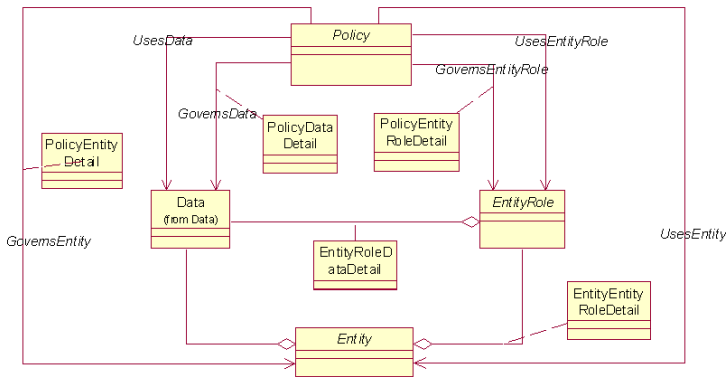 Policy
UsesData
UsesEntityRole
GovernsEntityRole
GovernsData
PolicyData
Detail
PolicyEntity
RoleDetail
PolicyEntity
Detail
Data
(from Data)
EntityRole
GovernsEntity
UsesEntity
EntityRoleD
ataDetail
EntityEntity
RoleDetail
Entity